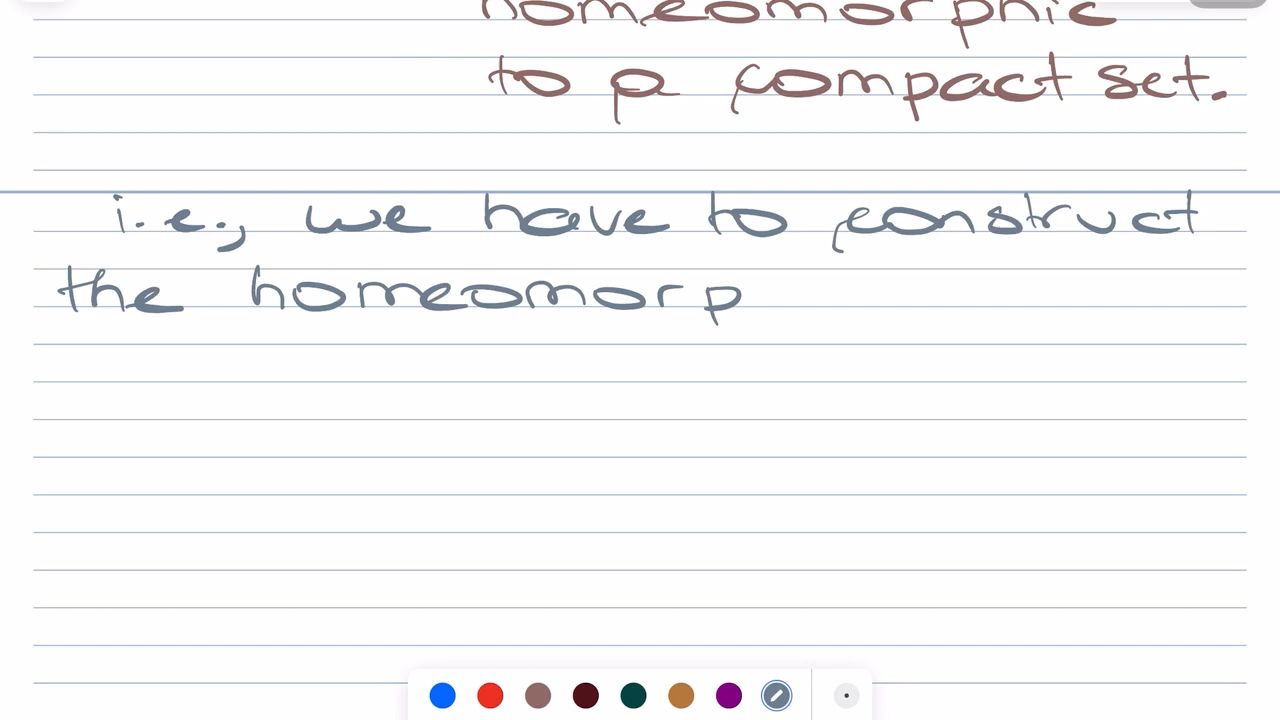 homeomorphic
to a compact set.
i.e., we have to construct
the homeomorp